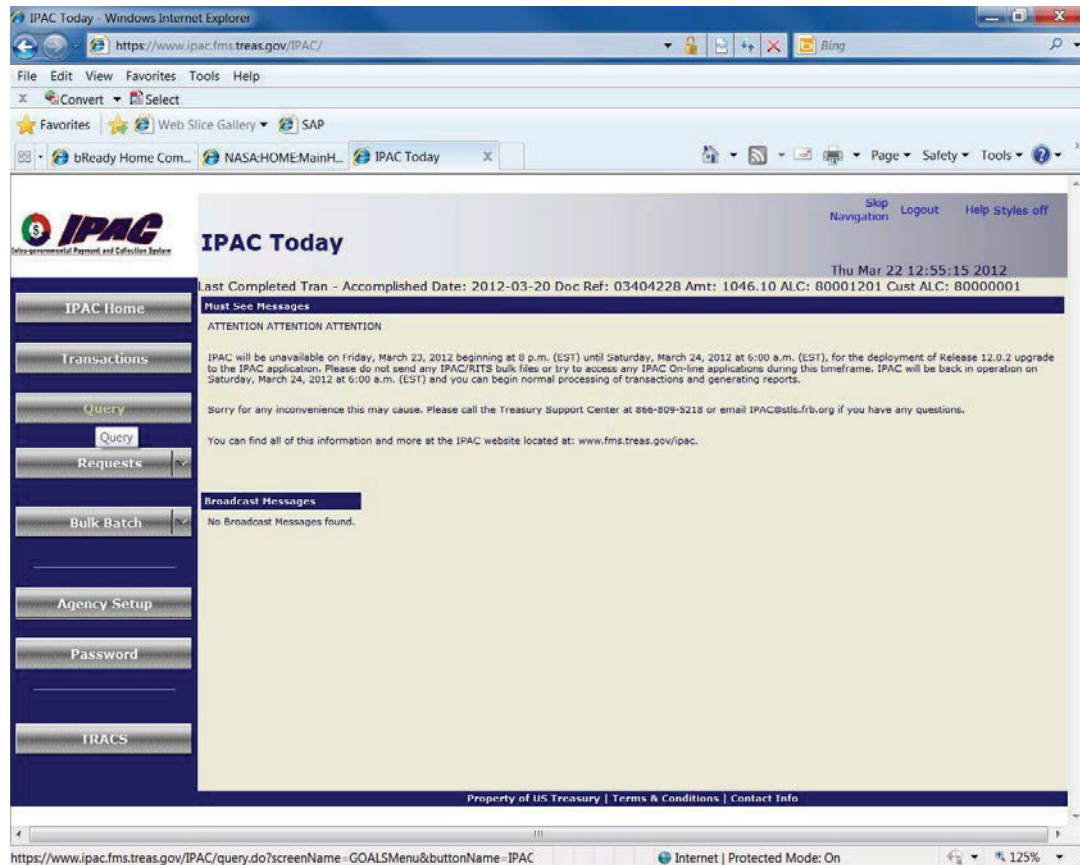 IPAC Today - Windows Internet Explorer
https://www.ipac.fms.treas.gov/IPAC/
Bing
File Edit View Favorites Tools Help
x Convert Select
Favorites Web Slice Gallery SAP
bReady Home Com... NASA:HOME:MainH... IPAC Today X
Page Safety Tools
IPAC
Intra-governmental Payment and Collection System
IPAC Today
Skip Navigation Logout Help Styles off
Thu Mar 22 12:55:15 2012
Last Completed Tran - Accomplished Date: 2012-03-20 Doc Ref: 03404228 Amt: 1046.10 ALC: 80001201 Cust ALC: 80000001
IPAC Home
Transactions
Query
Query
Requests
Bulk Batch
Agency Setup
Password
TRACS
Must See Messages
ATTENTION ATTENTION ATTENTION
IPAC will be unavailable on Friday, March 23, 2012 beginning at 8 p.m. (EST) until Saturday, March 24, 2012 at 6:00 a.m. (EST), for the deployment of Release 12.0.2 upgrade
to the IPAC application. Please do not send any IPAC/RITS bulk files or try to access any IPAC On-line applications during this timeframe. IPAC will be back in operation on
Saturday, March 24, 2012 at 6:00 a.m. (EST) and you can begin normal processing of transactions and generating reports.
Sorry for any inconvenience this may cause. Please call the Treasury Support Center at 866-809-5218 or email IPAC@stls.frb.org if you have any questions.
You can find all of this information and more at the IPAC website located at: www.fms.treas.gov/ipac.
Broadcast Messages
No Broadcast Messages found.
Property of US Treasury | Terms & Conditions | Contact Info
https://www.ipac.fms.treas.gov/IPAC/query.do?screenName=GOALSMenu&buttonName=IPAC
Internet | Protected Mode: On
125%